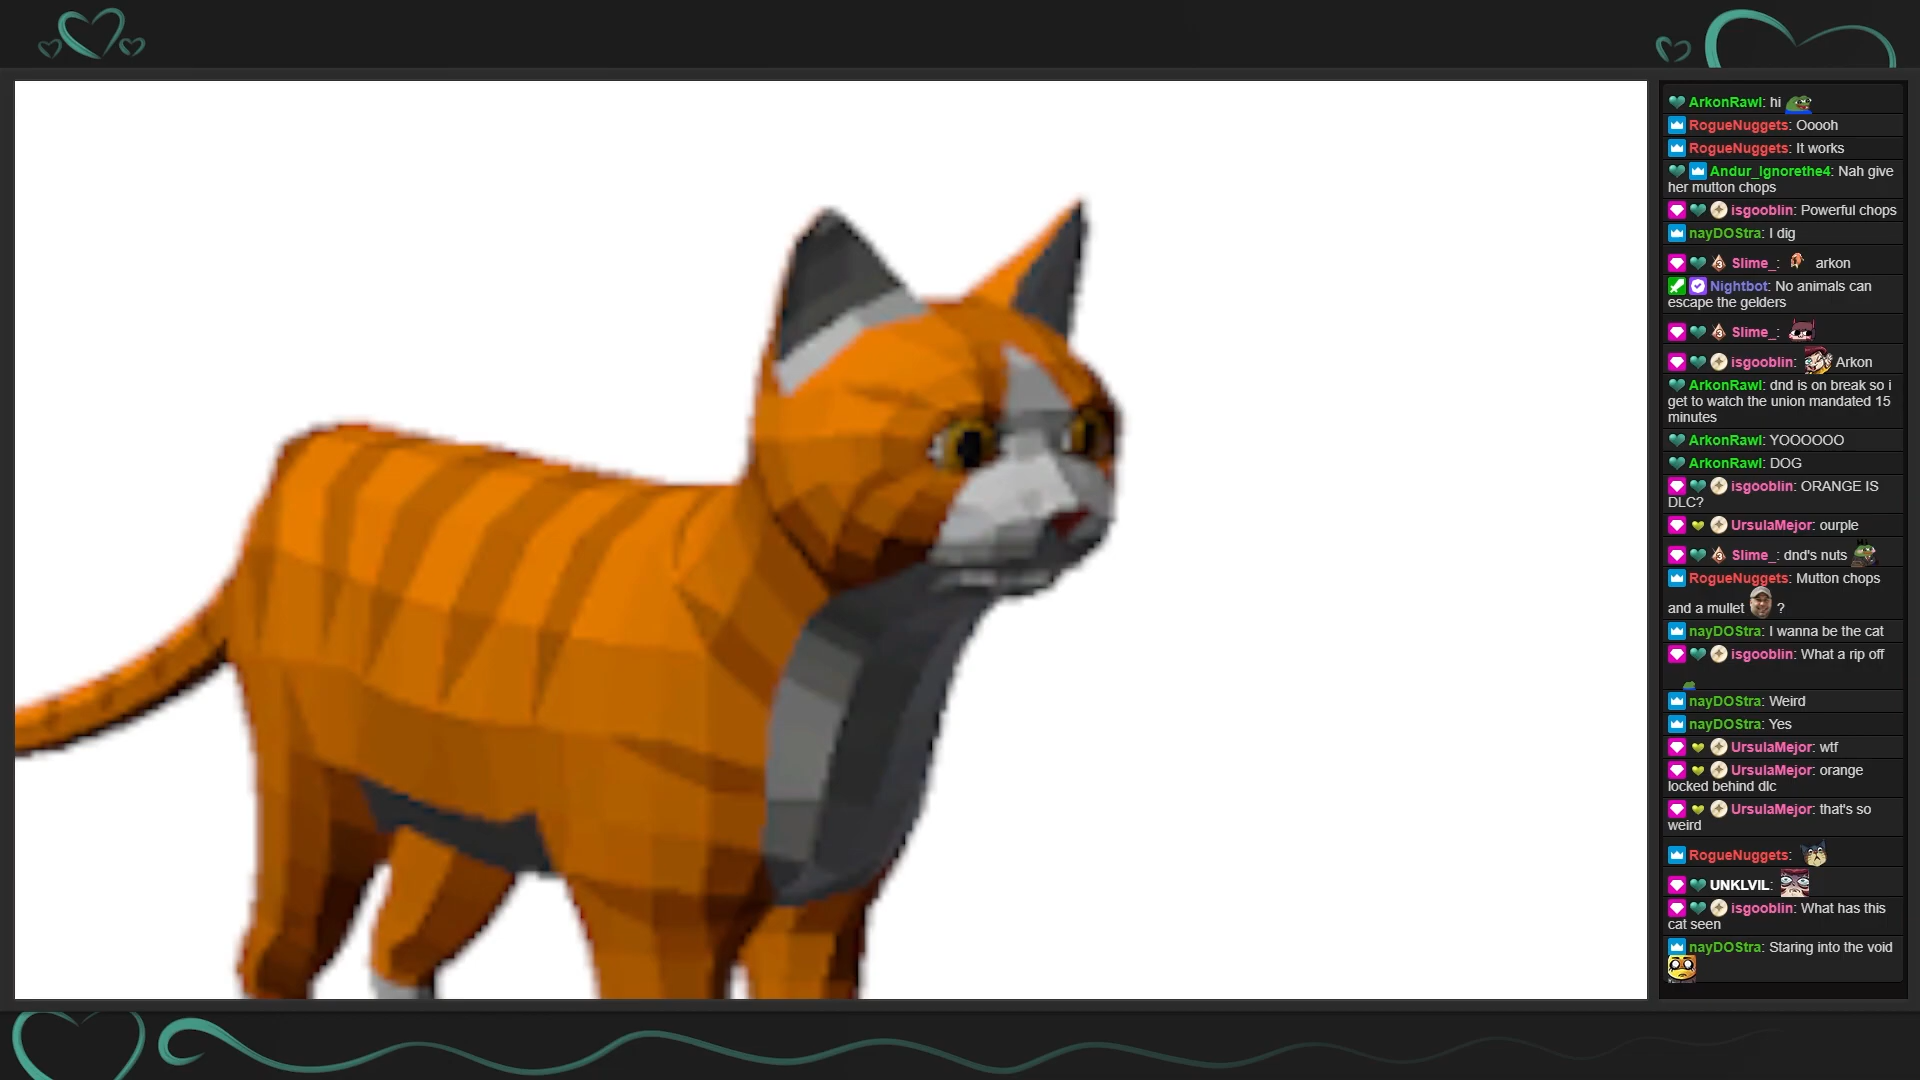 ArkonRawl: hi
RogueNuggets: Ooooh
RogueNuggets: It works
Andur_Ignorethe4: Nah give
her mutton chops
isgooblin: Powerful chops
nayDOStra: I dig
Slime_: arkon
Nightbot: No animals can
escape the gelders
Slime_:
isgooblin: Arkon
ArkonRawl: dnd is on break so i
get to watch the union mandated 15
minutes
ArkonRawl: YOOOOOO
ArkonRawl: DOG
isgooblin: ORANGE IS
DLC?
UrsulaMejor: ourple
Slime_: dnd's nuts
RogueNuggets: Mutton chops
and a mullet ?
nayDOStra: I wanna be the cat
isgooblin: What a rip off
nayDOStra: Weird
nayDOStra: Yes
UrsulaMejor: wtf
UrsulaMejor: orange
locked behind dlc
UrsulaMejor: that's so
weird
RogueNuggets:
UNKLVIL:
isgooblin: What has this
cat seen
nayDOStra: Staring into the void